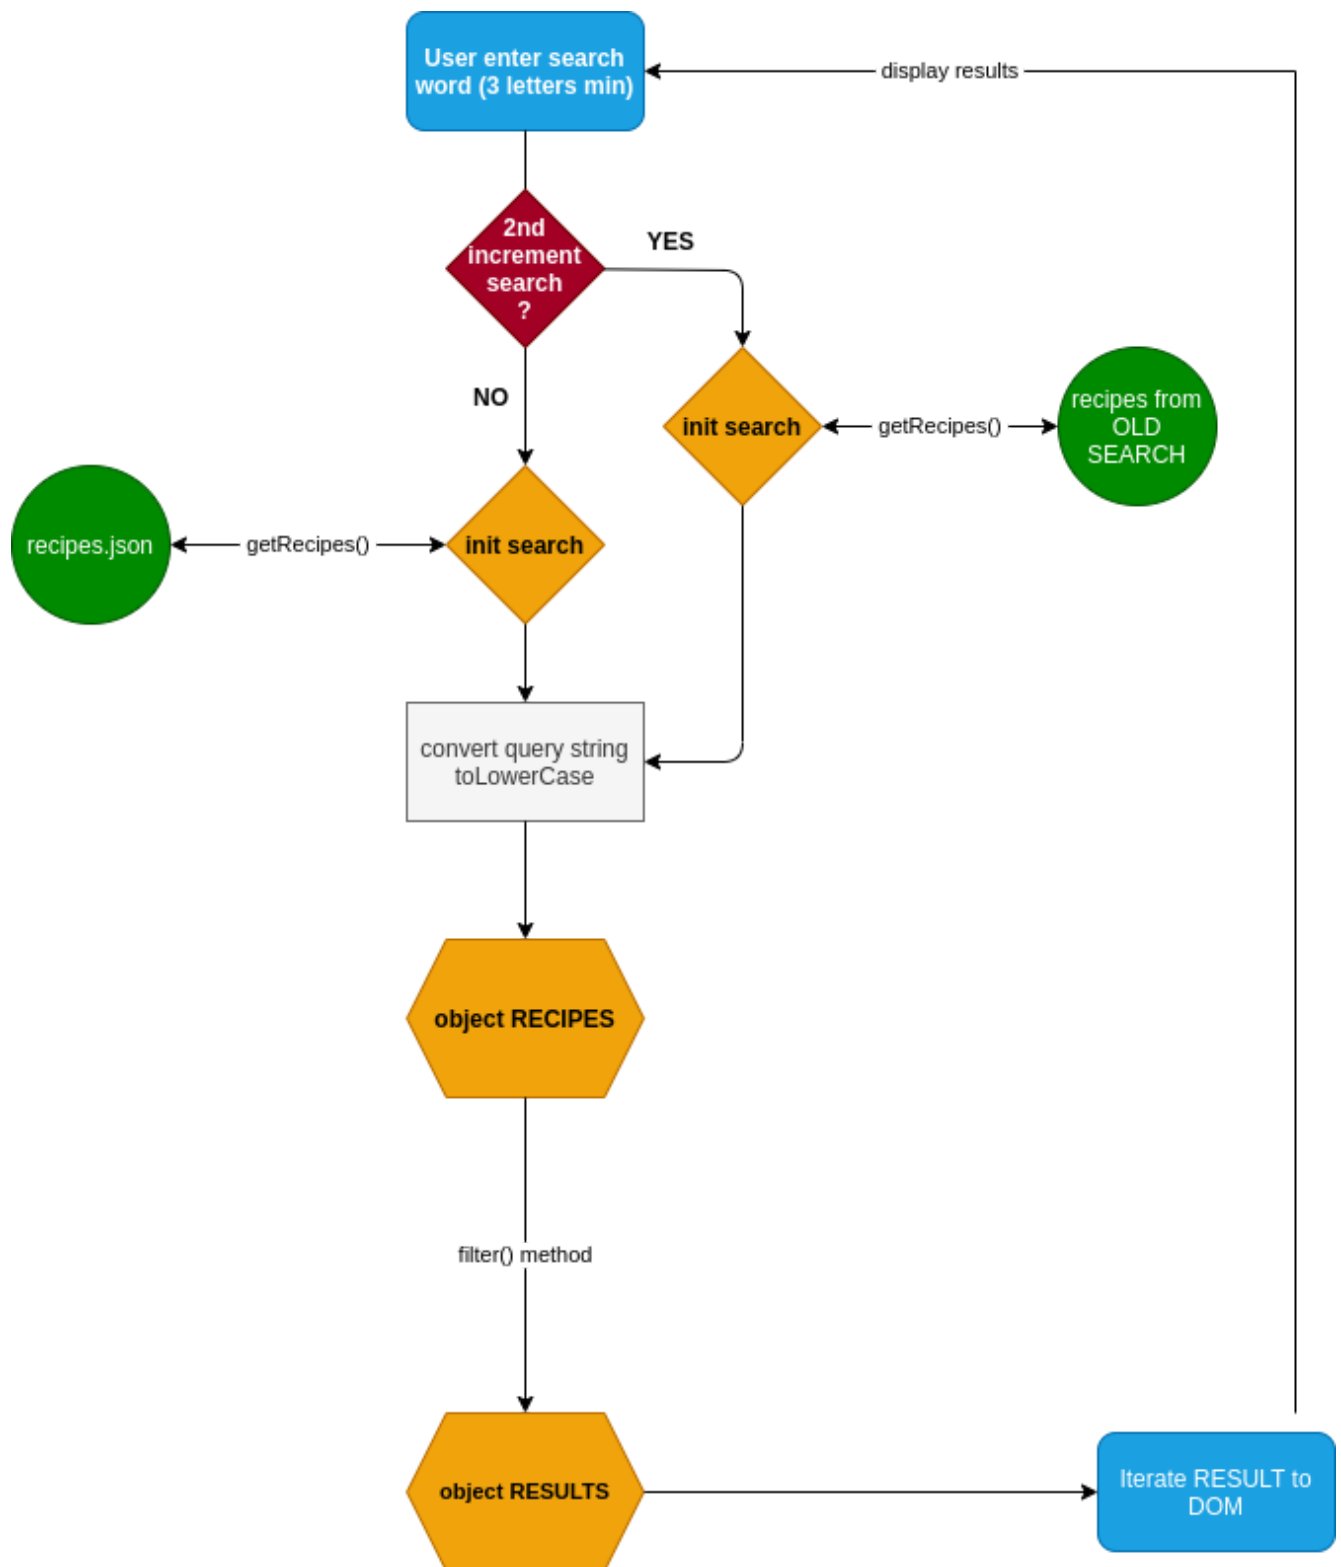 User enter search
word (3 letters min)
display results
2nd
increment
search
?
YES
NO
init search
getRecipes()
recipes from
OLD
SEARCH
recipes.json
getRecipes()
init search
convert query string
toLowerCase
object RECIPES
filter() method
object RESULTS
Iterate RESULT to
DOM